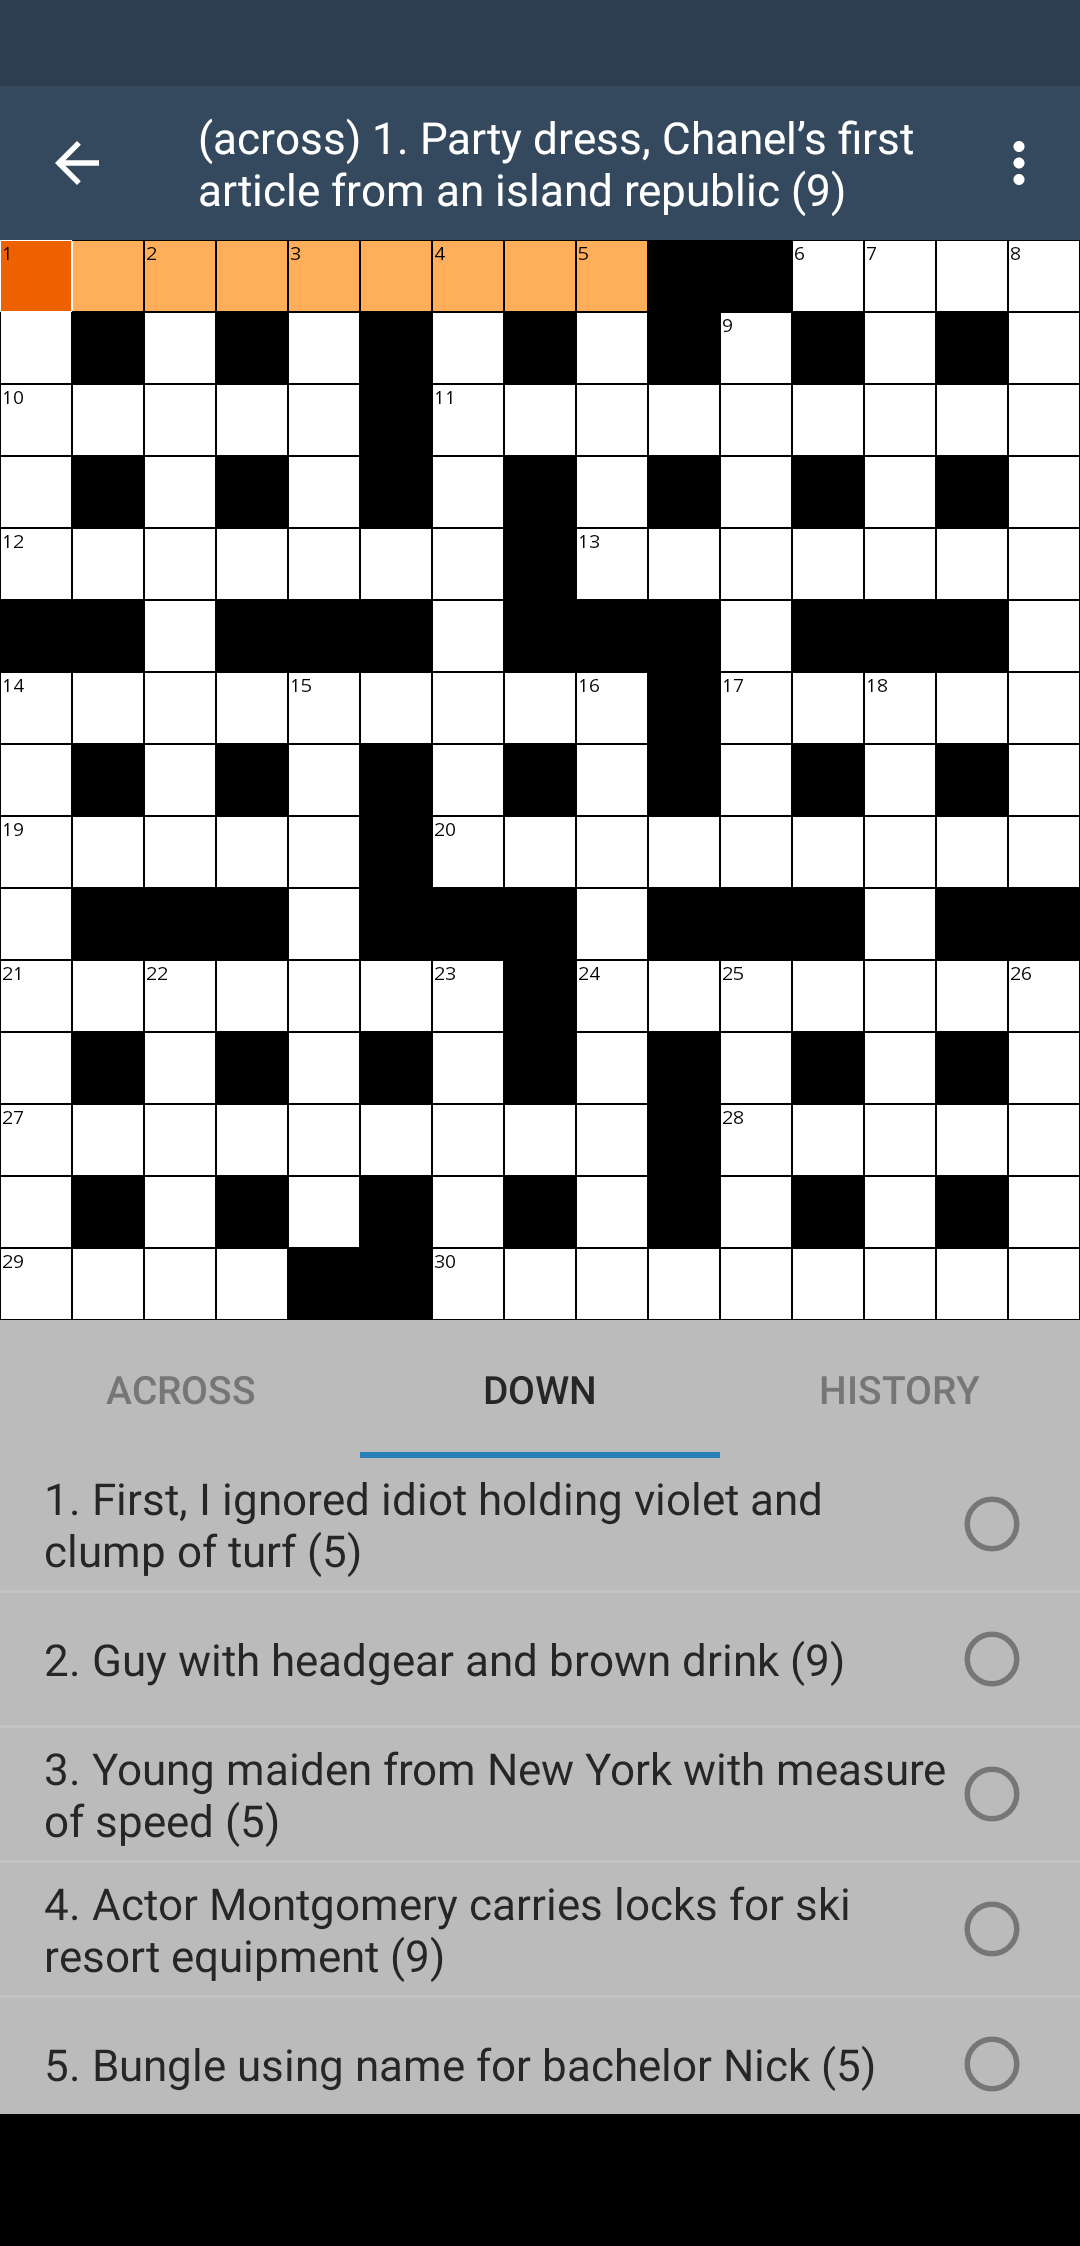 (across) 1. Party dress, Chanel’s first
article from an island republic (9)
1 2 3 4 5 6 7 8
9
10 11
12 13
14 15 16 17 18
19 20
21 22 23 24 25 26
27 28
29 30
ACROSS DOWN HISTORY
1. First, I ignored idiot holding violet and
clump of turf (5)
2. Guy with headgear and brown drink (9)
3. Young maiden from New York with measure
of speed (5)
4. Actor Montgomery carries locks for ski
resort equipment (9)
5. Bungle using name for bachelor Nick (5)